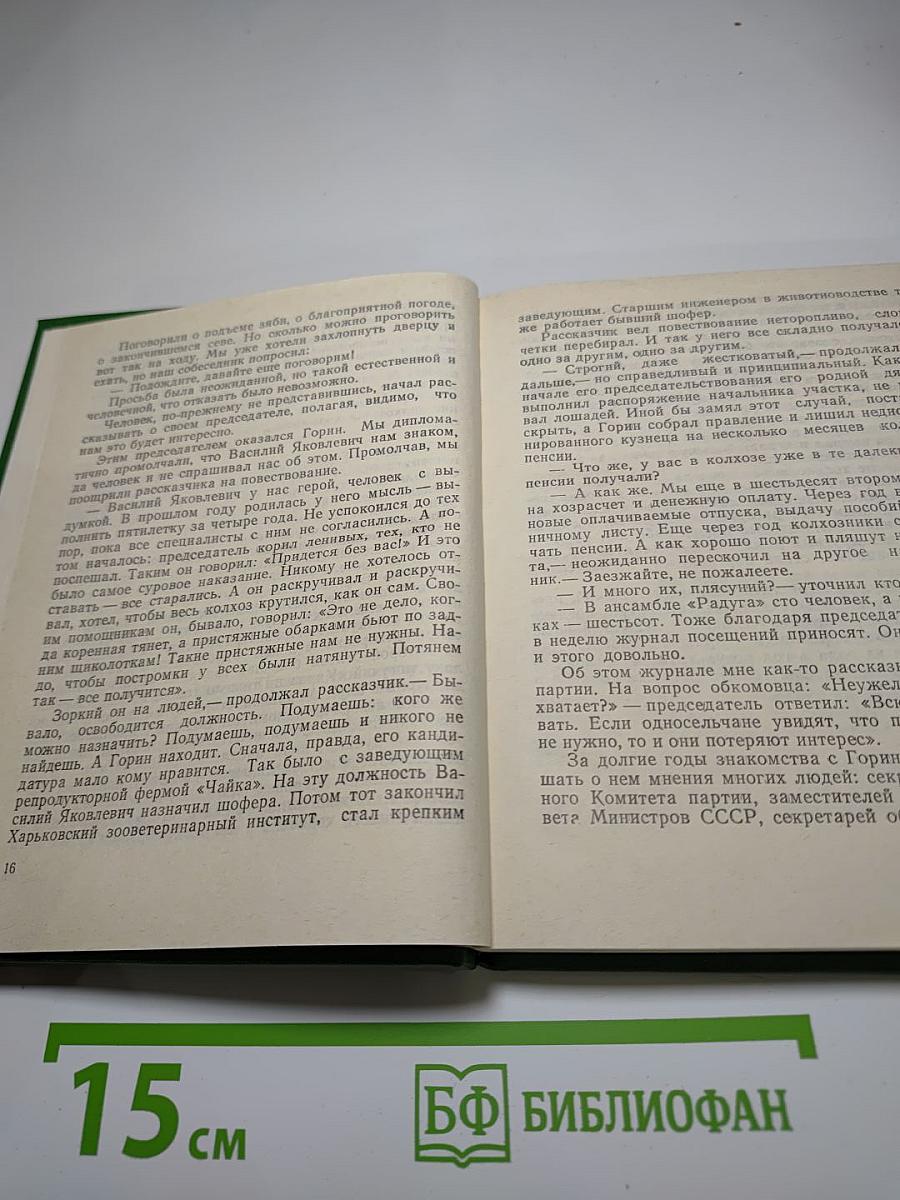 Поговорили о подъеме зяби, о благоприятной погоде,
о закончившемся севе. Но сколько можно проговорить
вот так на ходу. Мы уже хотели захлопнуть дверцу и
ехать, но наш собеседник попросил:
— Подождите, давайте еще поговорим!
Просьба была неожиданной, но такой естественной и
человечной, что отказать было невозможно.
Человек, по-прежнему не представившись, начал рас-
сказывать о своем председателе, полагая, видимо, что
нам это будет интересно.
Этим председателем оказался Горин. Мы диплома-
тично промолчали, что Василий Яковлевич нам знаком,
да человек и не спрашивал нас об этом. Промолчав, мы
поощрили рассказчика на повествование.
— Василий Яковлевич у нас герой, человек с вы-
думкой. В прошлом году родилась у него мысль — вы-
полнить пятилетку за четыре года. Не успокоился до тех
пор, пока все специалисты с ним не согласились. А по-
том началось: председатель корил ленивых, тех, кто не
поспешал. Таким он говорил: «Придется без вас!» И это
было самое суровое наказание. Никому не хотелось от-
ставать — все старались. А он раскручивал и раскручи-
вал, хотел, чтобы весь колхоз крутился, как он сам. Сво-
им помощникам он, бывало, говорил: «Это не дело, ког-
да коренная тянет, а пристяжные обарками бьют по зад-
ним щиколоткам! Такие пристяжные нам не нужны. На-
до, чтобы постромки у всех были натянуты. Потянем
так — все получится».
Зоркий он на людей,— продолжал рассказчик.— Бы-
вало, освободится должность. Подумаешь: кого же
можно назначить? Подумаешь, подумаешь и никого не
найдешь. А Горин находит. Сначала, правда, его канди-
датура мало кому нравится. Так было с заведующим
репродукторной фермой «Чайка». На эту должность Ва-
силий Яковлевич назначил шофера. Потом тот закончил
Харьковский зооветеринарный институт, стал крепким
16
заведующим. Старшим инженером в животноводстве т
же работает бывший шофер.
Рассказчик вел повествование неторопливо, сло
четки перебирал. И так у него все складно получал
одно за другим, одно за другим.
— Строгий, даже жестковатый,— продолжал
дальше,— но справедливый и принципиальный. Как
начале его председательствования его родной дя
выполнил распоряжение начальника участка, не
вал лошадей. Иной бы замял этот случай, пост
скрыть, а Горин собрал правление и лишил недис
нированного кузнеца на несколько месяцев кол
пенсии.
— Что же, у вас в колхозе уже в те далек
пенсии получали?
— А как же. Мы еще в шестьдесят втором
на хозрасчет и денежную оплату. Через год в
новые оплачиваемые отпуска, выдачу пособий
ничному листу. Еще через год колхозники с
чать пенсии. А как хорошо поют и пляшут н
та,— неожиданно перескочил на другое н
ник.— Заезжайте, не пожалеете.
— И много их, плясуний?— уточнил кто
— В ансамбле «Радуга» сто человек, а
ках — шестьсот. Тоже благодаря председат
в неделю журнал посещений приносят. Он
и этого довольно.
Об этом журнале мне как-то рассказ
партии. На вопрос обкомовца: «Неужел
хватает?» — председатель ответил: «Вск
вать. Если односельчане увидят, что п
не нужно, то и они потеряют интерес».
За долгие годы знакомства с Горин
шать о нем мнения многих людей: секр
ного Комитета партии, заместителей
вета Министров СССР, секретарей об
15 см
БФ БИБЛИОФАН